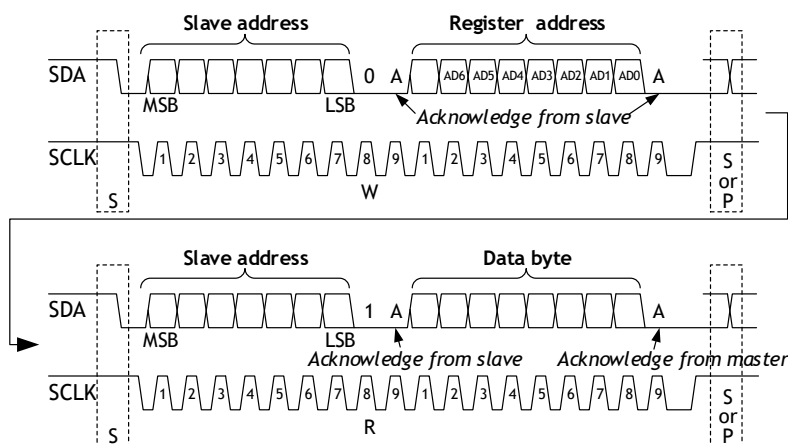 Slave address Register address
SDA 0 A AD6 AD5 AD4 AD3 AD2 AD1 AD0 A
MSB LSB Acknowledge from slave
SCLK 1 2 3 4 5 6 7 8 9 1 2 3 4 5 6 7 8 9
S W S or P
Slave address Data byte
SDA 1 A A
MSB LSB
Acknowledge from slave Acknowledge from master
SCLK 1 2 3 4 5 6 7 8 9 1 2 3 4 5 6 7 8 9
S R S or P